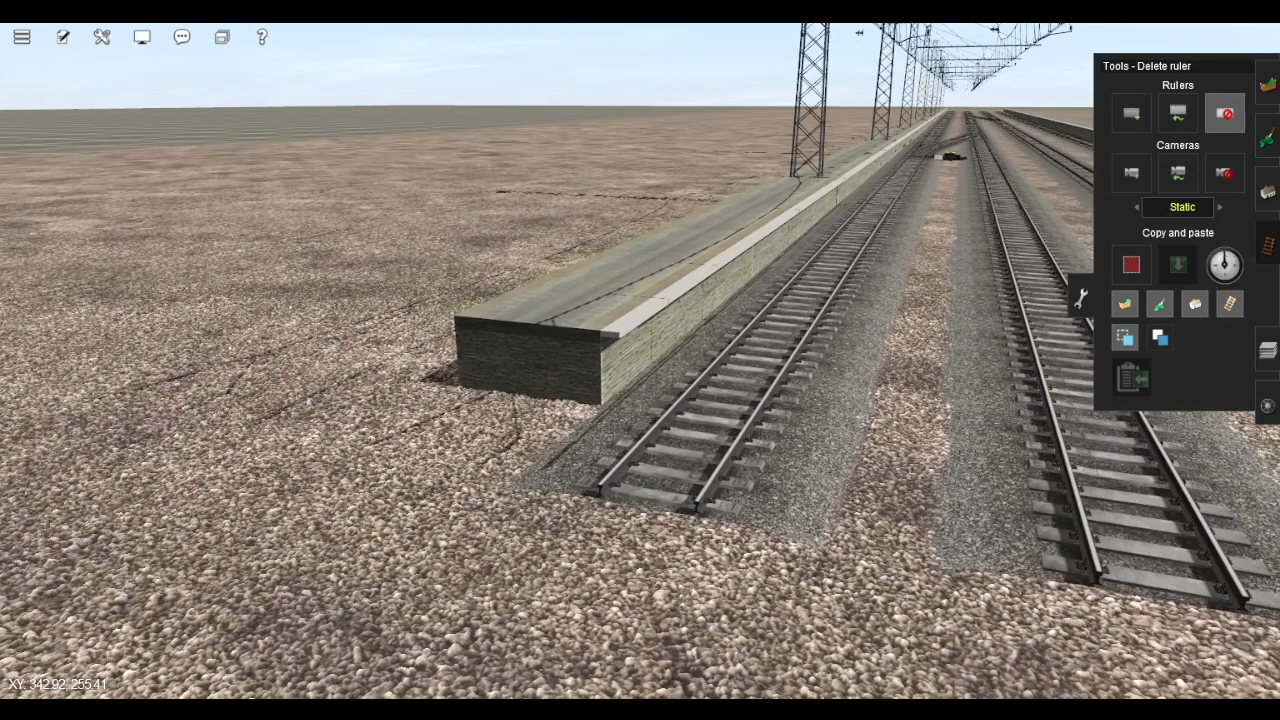 Tools - Delete ruler
Rulers
Cameras
Static
Copy and paste
XY: 342.92, 255.41